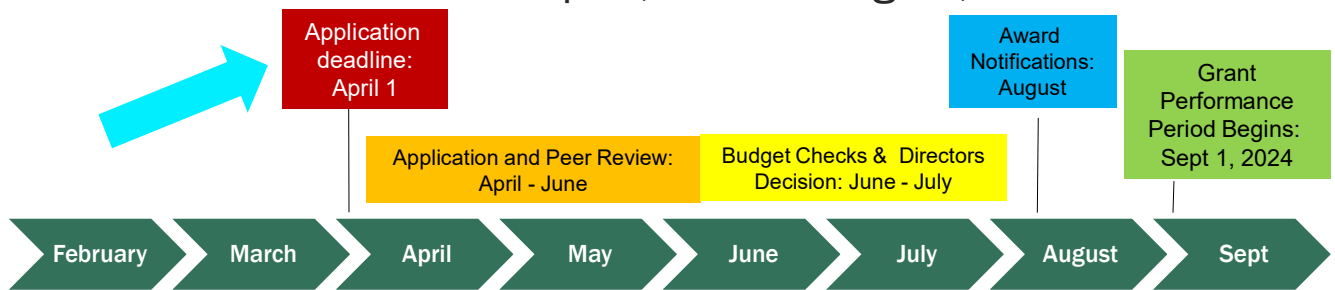 Application
deadline:
April 1
Award
Notifications:
August
Grant
Performance
Period Begins:
Sept 1, 2024
Application and Peer Review:
April - June
Budget Checks & Directors
Decision: June - July
February
March
April
May
June
July
August
Sept